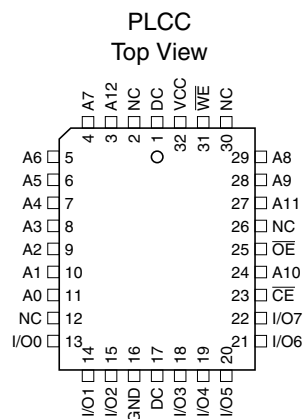 PLCC
Top View
A7
A12
NC
DC
VCC
W̅E̅
NC
4
3
2
1
32
31
30
A6 5
A5 6
A4 7
A3 8
A2 9
A1 10
A0 11
NC 12
I/O0 13
29 A8
28 A9
27 A11
26 NC
25 O̅E̅
24 A10
23 C̅E̅
22 I/O7
21 I/O6
14
15
16
17
18
19
20
I/O1
I/O2
GND
DC
I/O3
I/O4
I/O5